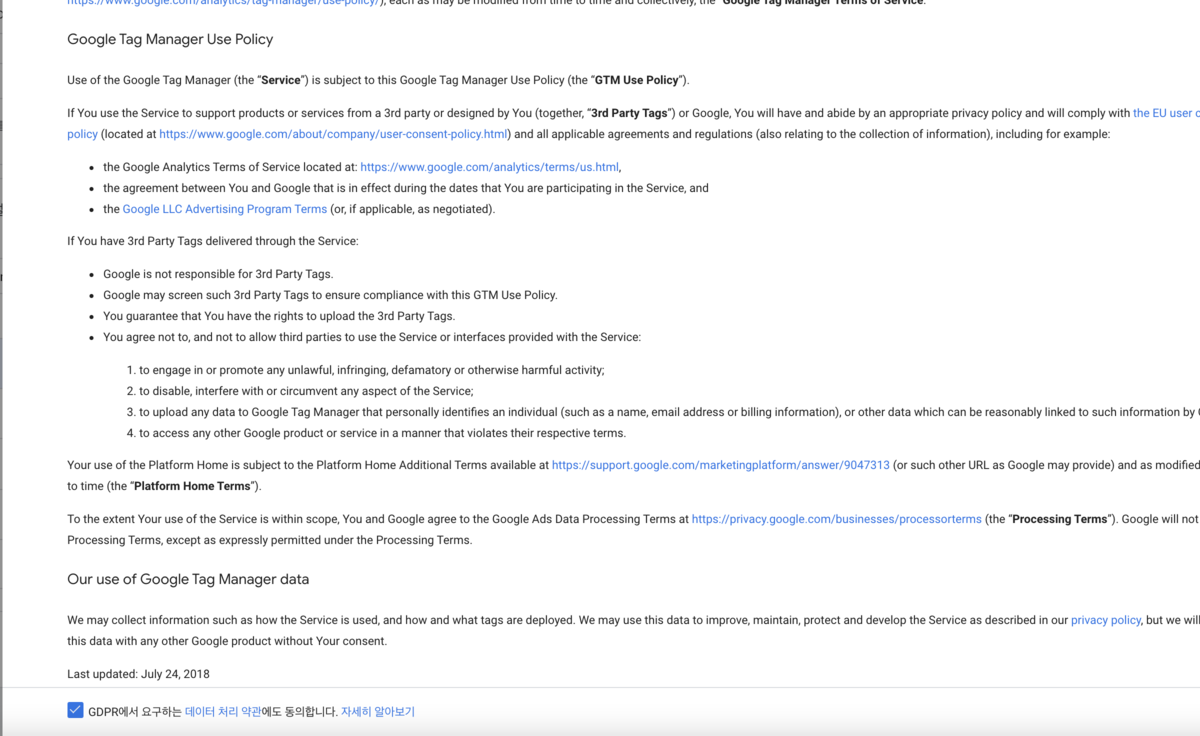 https://www.google.com/analytics/tag-manager/use-policy/), each as may be modified from time to time and collectively, the "Google Tag Manager Terms of Service".
Google Tag Manager Use Policy
Use of the Google Tag Manager (the “Service”) is subject to this Google Tag Manager Use Policy (the “GTM Use Policy”).
If You use the Service to support products or services from a 3rd party or designed by You (together, “3rd Party Tags”) or Google, You will have and abide by an appropriate privacy policy and will comply with the EU user
policy (located at https://www.google.com/about/company/user-consent-policy.html) and all applicable agreements and regulations (also relating to the collection of information), including for example:
• the Google Analytics Terms of Service located at: https://www.google.com/analytics/terms/us.html,
• the agreement between You and Google that is in effect during the dates that You are participating in the Service, and
• the Google LLC Advertising Program Terms (or, if applicable, as negotiated).
If You have 3rd Party Tags delivered through the Service:
• Google is not responsible for 3rd Party Tags.
• Google may screen such 3rd Party Tags to ensure compliance with this GTM Use Policy.
• You guarantee that You have the rights to upload the 3rd Party Tags.
• You agree not to, and not to allow third parties to use the Service or interfaces provided with the Service:
1. to engage in or promote any unlawful, infringing, defamatory or otherwise harmful activity;
2. to disable, interfere with or circumvent any aspect of the Service;
3. to upload any data to Google Tag Manager that personally identifies an individual (such as a name, email address or billing information), or other data which can be reasonably linked to such information by
4. to access any other Google product or service in a manner that violates their respective terms.
Your use of the Platform Home is subject to the Platform Home Additional Terms available at https://support.google.com/marketingplatform/answer/9047313 (or such other URL as Google may provide) and as modified
to time (the “Platform Home Terms”).
To the extent Your use of the Service is within scope, You and Google agree to the Google Ads Data Processing Terms at https://privacy.google.com/businesses/processorterms (the “Processing Terms”). Google will not
Processing Terms, except as expressly permitted under the Processing Terms.
Our use of Google Tag Manager data
We may collect information such as how the Service is used, and how and what tags are deployed. We may use this data to improve, maintain, protect and develop the Service as described in our privacy policy, but we will
this data with any other Google product without Your consent.
Last updated: July 24, 2018
GDPR에서 요구하는 데이터 처리 약관에도 동의합니다. 자세히 알아보기